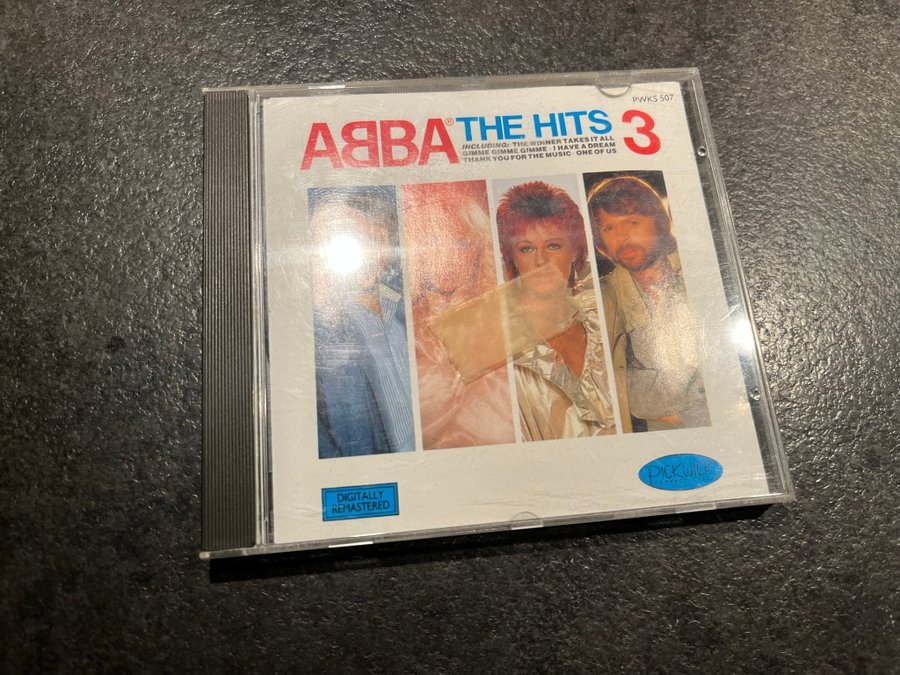 PWKS 507
ABBA® THE HITS 3
INCLUDING: THE WINNER TAKES IT ALL
GIMME GIMME GIMME · I HAVE A DREAM
THANK YOU FOR THE MUSIC · ONE OF US
DIGITALLY
REMASTERED
PICKWICK